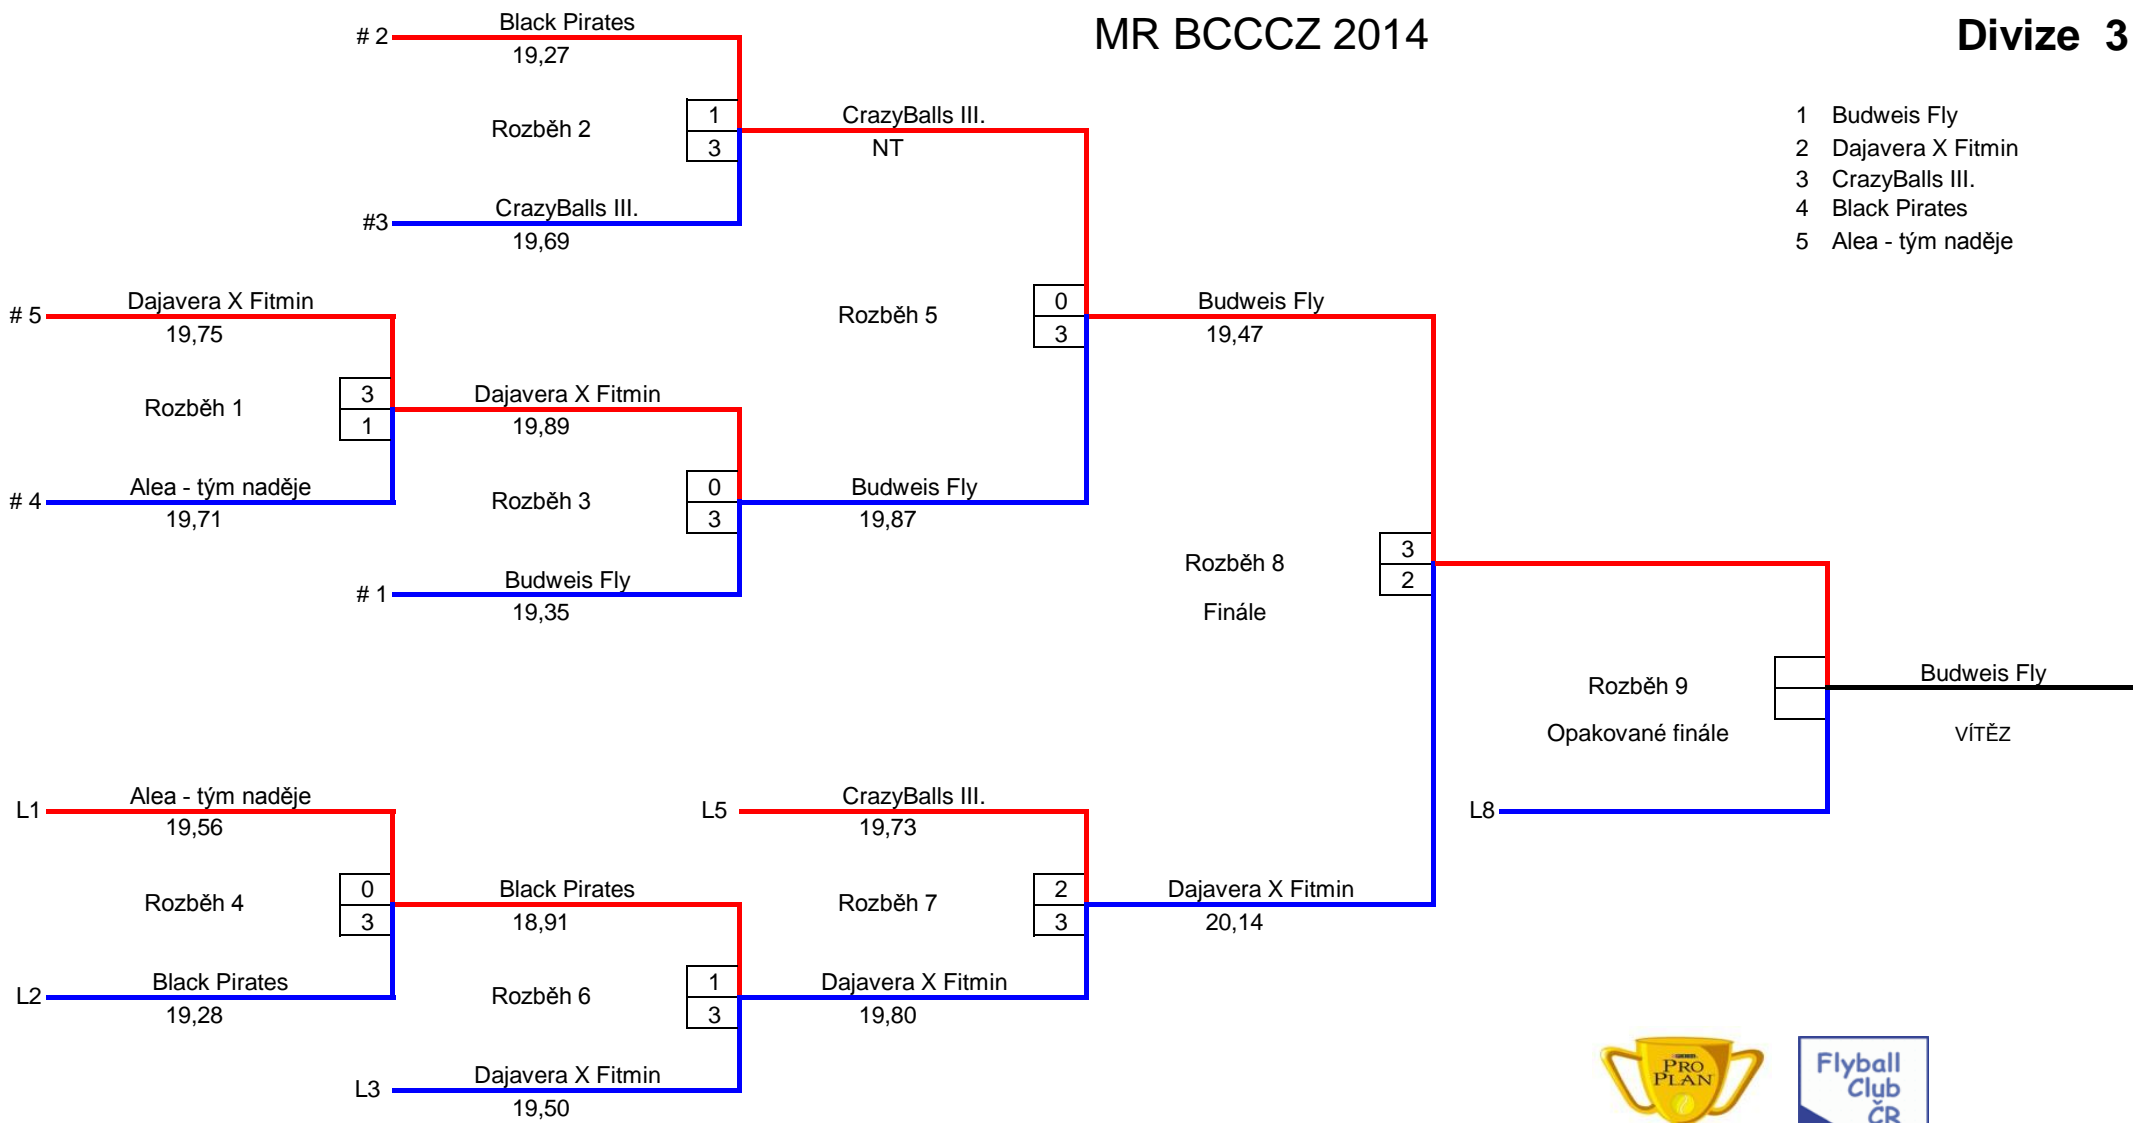 MR BCCCZ 2014
Divize 3
# 2
Black Pirates
19,27
Rozběh 2
1
3
#3
CrazyBalls III.
19,69
CrazyBalls III.
NT
1 Budweis Fly
2 Dajavera X Fitmin
3 CrazyBalls III.
4 Black Pirates
5 Alea - tým naděje
# 5
Dajavera X Fitmin
19,75
Rozběh 1
3
1
# 4
Alea - tým naděje
19,71
Dajavera X Fitmin
19,89
Rozběh 3
0
3
# 1
Budweis Fly
19,35
Rozběh 5
0
3
Budweis Fly
19,87
Budweis Fly
19,47
Rozběh 8
Finále
3
2
Rozběh 9
Opakované finále
Budweis Fly
VÍTĚZ
L8
L1
Alea - tým naděje
19,56
Rozběh 4
0
3
L2
Black Pirates
19,28
Black Pirates
18,91
Rozběh 6
1
3
L3
Dajavera X Fitmin
19,50
L5
CrazyBalls III.
19,73
Rozběh 7
2
3
Dajavera X Fitmin
19,80
Dajavera X Fitmin
20,14
PRO
PLAN
Flyball
Club
ČR